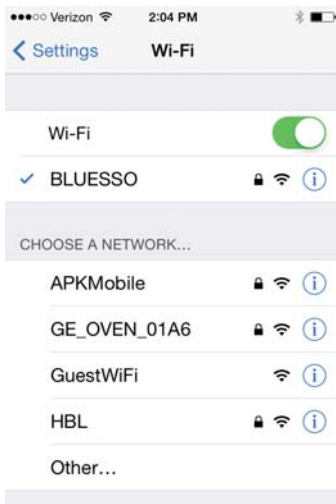 Verizon 2:04 PM
Settings Wi-Fi
Wi-Fi
BLUESSO
CHOOSE A NETWORK...
APKMobile
GE_OVEN_01A6
GuestWiFi
HBL
Other...